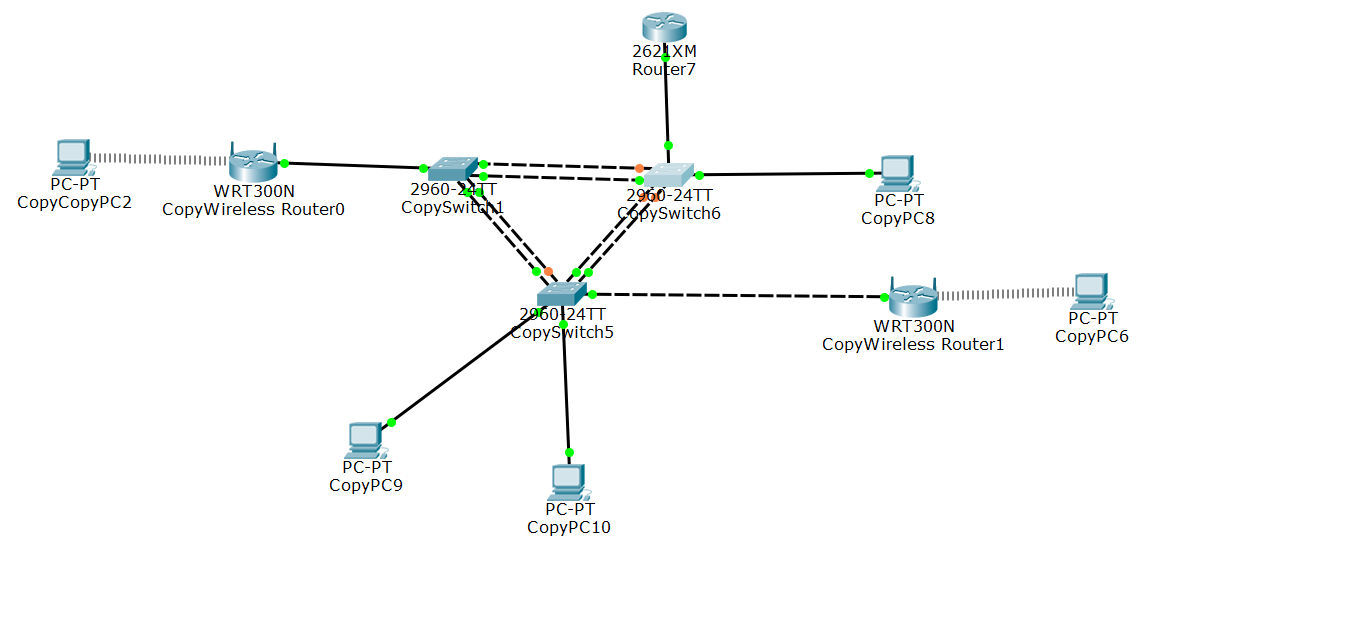 2621XM
Router7
PC-PT
CopyCopyPC2
WRT300N
CopyWireless Router0
2960-24TT
CopySwitch1
2960-24TT
CopySwitch6
PC-PT
CopyPC8
2960-24TT
CopySwitch5
WRT300N
CopyWireless Router1
PC-PT
CopyPC6
PC-PT
CopyPC9
PC-PT
CopyPC10